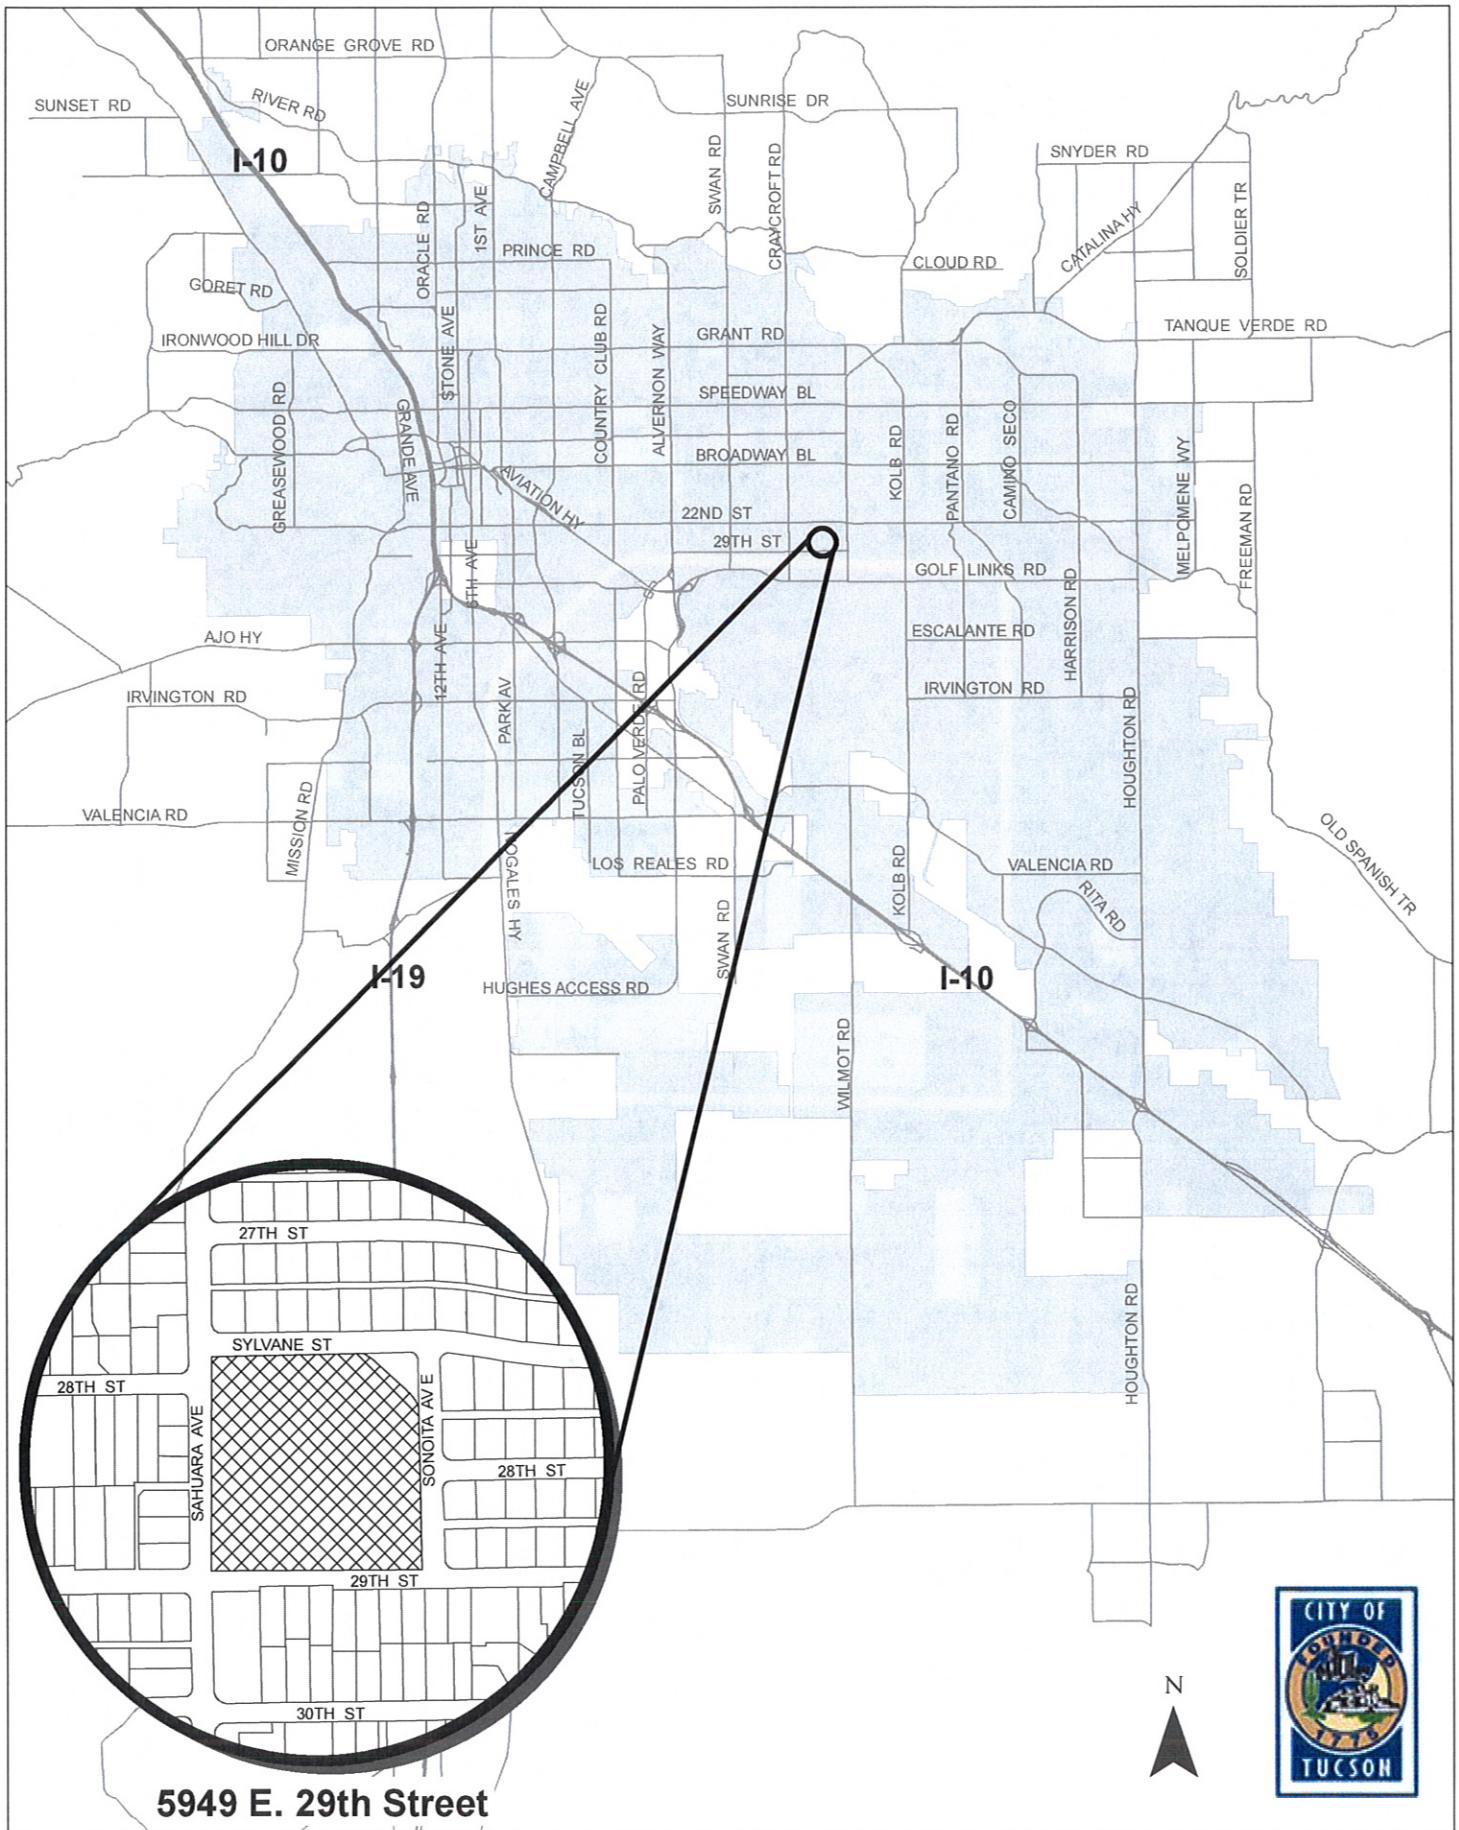 ORANGE GROVE RD
SUNSET RD
RIVER RD
CAMPBELL AVE
SUNRISE DR
I-10
SWAN RD
CRAYCROFT RD
SNYDER RD
ORACLE RD
1ST AVE
PRINCE RD
CATALINA HY
SOLDIER TR
CLOUD RD
GORET RD
IRONWOOD HILL DR
STONE AVE
COUNTRY CLUB RD
ALVERNON WAY
GRANT RD
TANQUE VERDE RD
SPEEDWAY BL
GREASEWOOD RD
GRANDE AVE
BROADWAY BL
KOLB RD
PANTANO RD
CAMINO SECO
MELPOMENE WY
FREEMAN RD
AVIATION HY
22ND ST
29TH ST
6TH AVE
GOLF LINKS RD
HARRISON RD
AJO HY
12TH AVE
ESCALANTE RD
IRVINGTON RD
PARK AV
TUCSON BL
PALO VERDE RD
IRVINGTON RD
HOUGHTON RD
VALENCIA RD
MISSION RD
NOGALES HY
LOS REALES RD
KOLB RD
VALENCIA RD
OLD SPANISH TR
RITA RD
SWAN RD
I-19
HUGHES ACCESS RD
I-10
WILMOT RD
HOUGHTON RD
27TH ST
SYLVANE ST
28TH ST
SAHUARA AVE
SONOITA AV E
28TH ST
29TH ST
30TH ST
5949 E. 29th Street
N
CITY OF
FOUNDED
1775
TUCSON